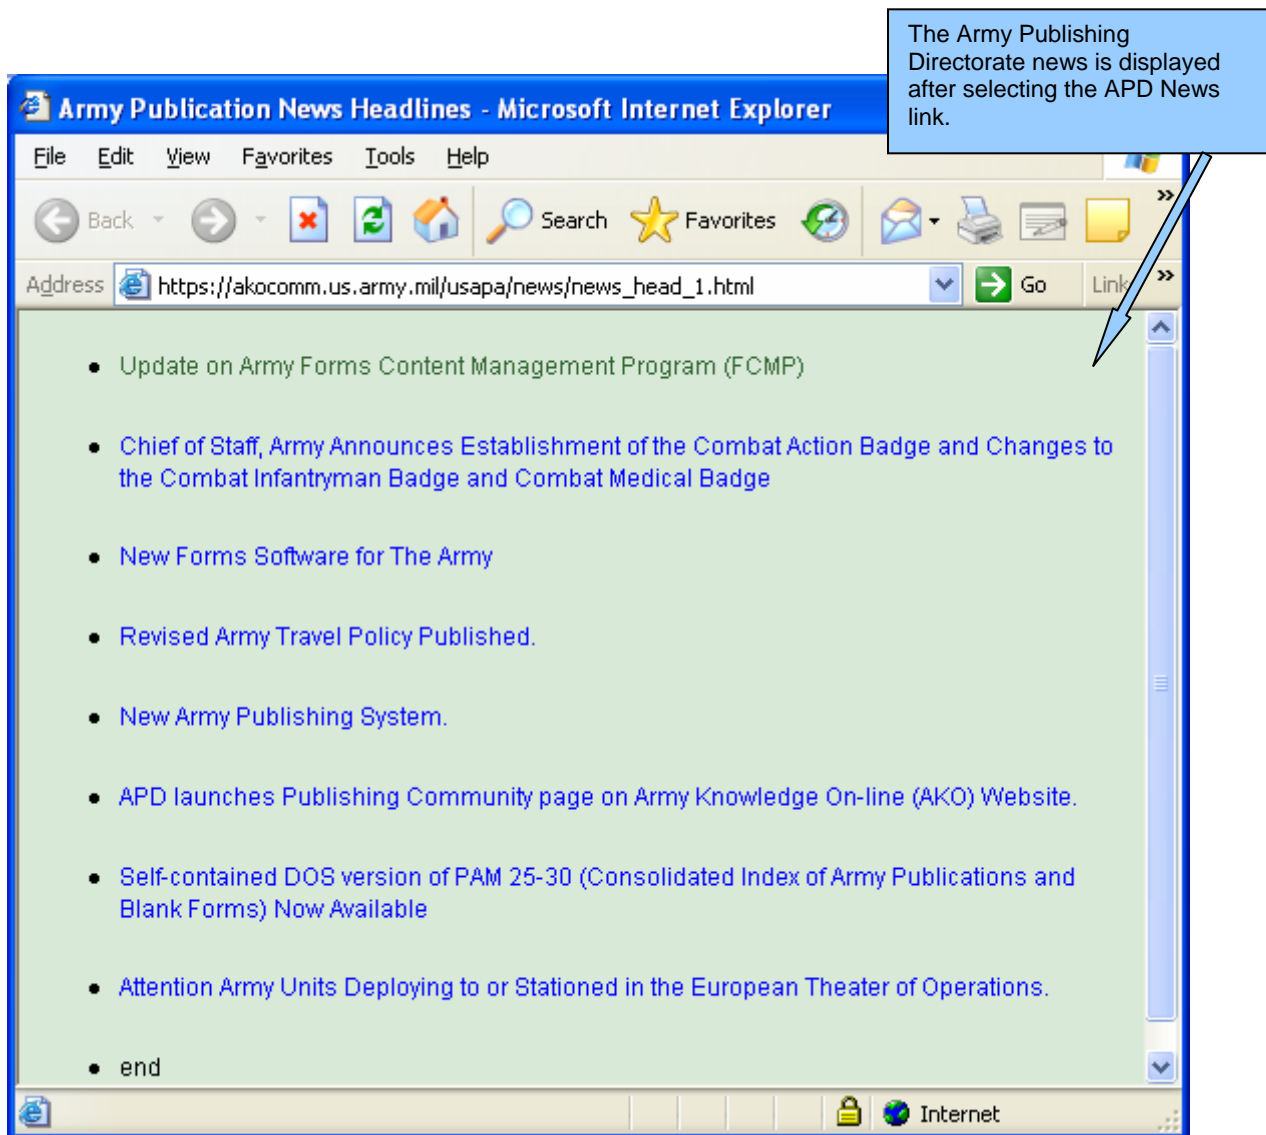 The Army Publishing
Directorate news is displayed
after selecting the APD News
link.
Army Publication News Headlines - Microsoft Internet Explorer
File Edit View Favorites Tools Help
Back Search Favorites »
Address https://akocomm.us.army.mil/usapa/news/news_head_1.html Go Link »
• Update on Army Forms Content Management Program (FCMP)
• Chief of Staff, Army Announces Establishment of the Combat Action Badge and Changes to
the Combat Infantryman Badge and Combat Medical Badge
• New Forms Software for The Army
• Revised Army Travel Policy Published.
• New Army Publishing System.
• APD launches Publishing Community page on Army Knowledge On-line (AKO) Website.
• Self-contained DOS version of PAM 25-30 (Consolidated Index of Army Publications and
Blank Forms) Now Available
• Attention Army Units Deploying to or Stationed in the European Theater of Operations.
• end
Internet